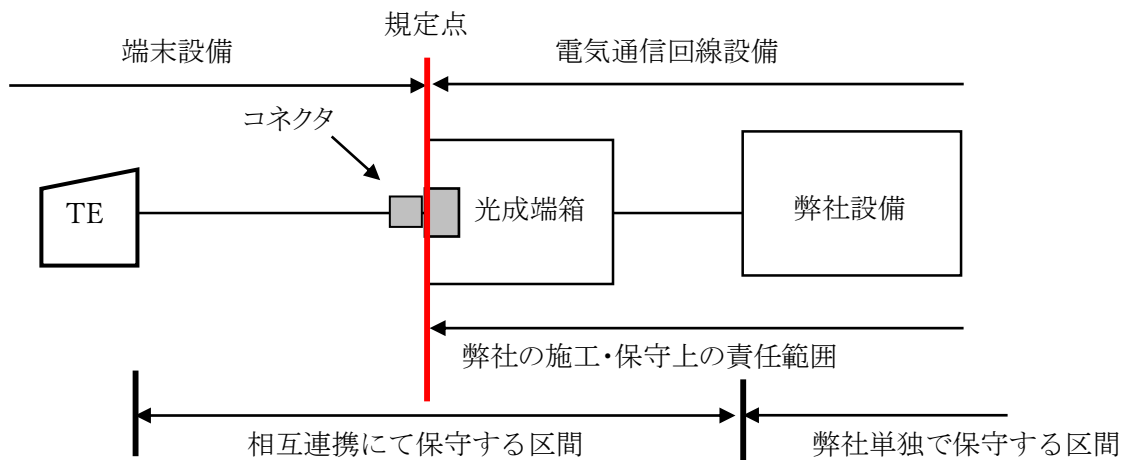 規定点
端末設備
電気通信回線設備
コネクタ
TE
光成端箱
弊社設備
弊社の施工・保守上の責任範囲
相互連携にて保守する区間
弊社単独で保守する区間